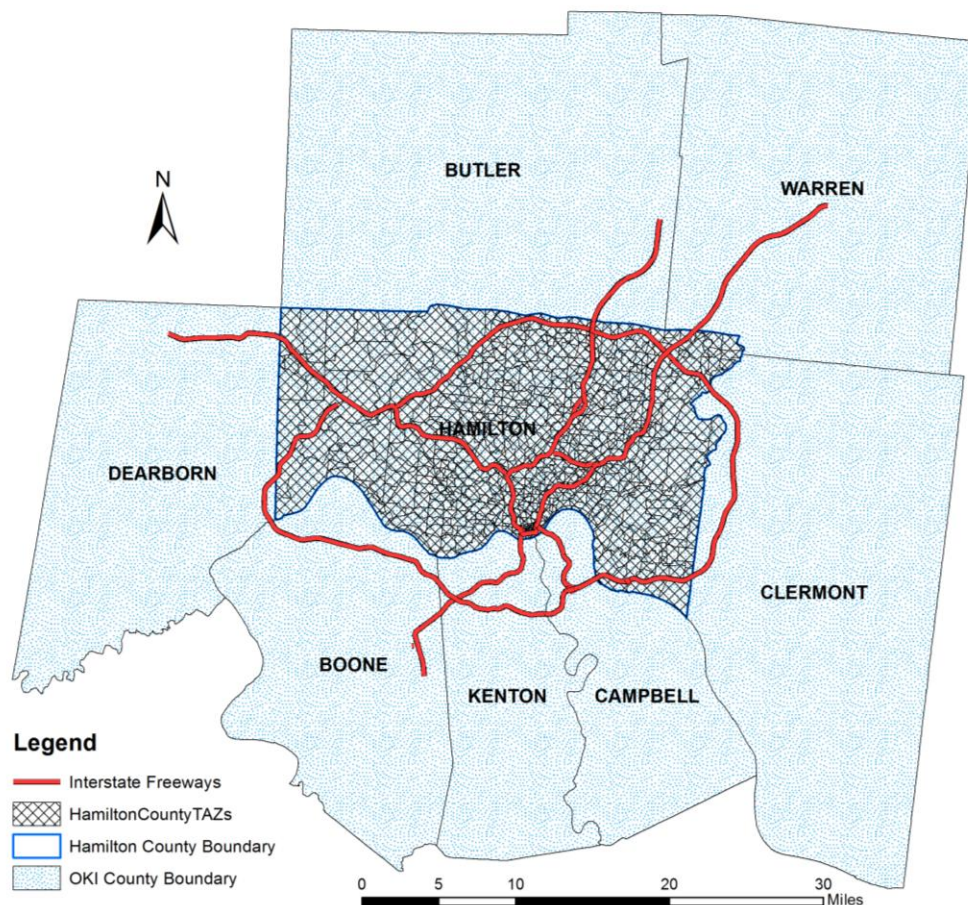 BUTLER
WARREN
N
HAMILTON
DEARBORN
CLERMONT
BOONE
KENTON
CAMPBELL
Legend
Interstate Freeways
HamiltonCountyTAZs
Hamilton County Boundary
OKI County Boundary
0 5 10 20 30
Miles